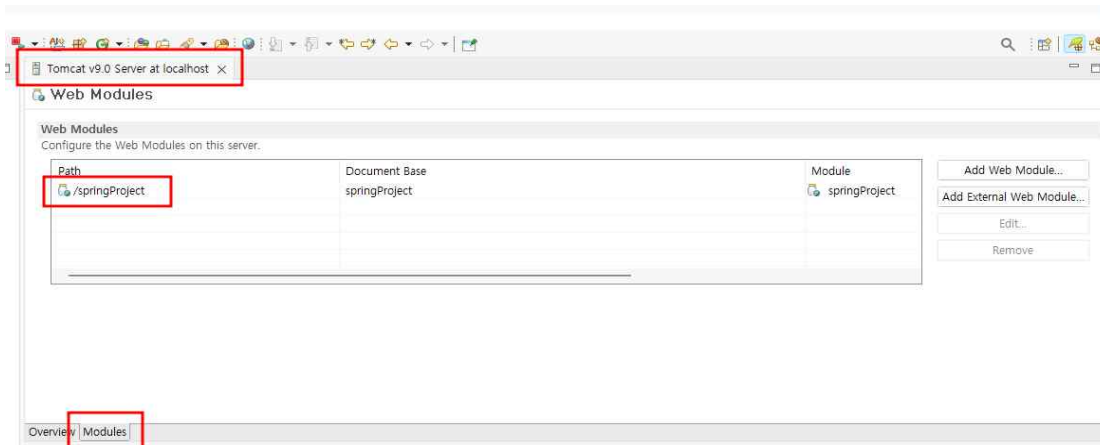 Tomcat v9.0 Server at localhost
Web Modules
Web Modules
Configure the Web Modules on this server.
Path Document Base Module
/springProject springProject springProject
Add Web Module...
Add External Web Module...
Edit...
Remove
Overview Modules